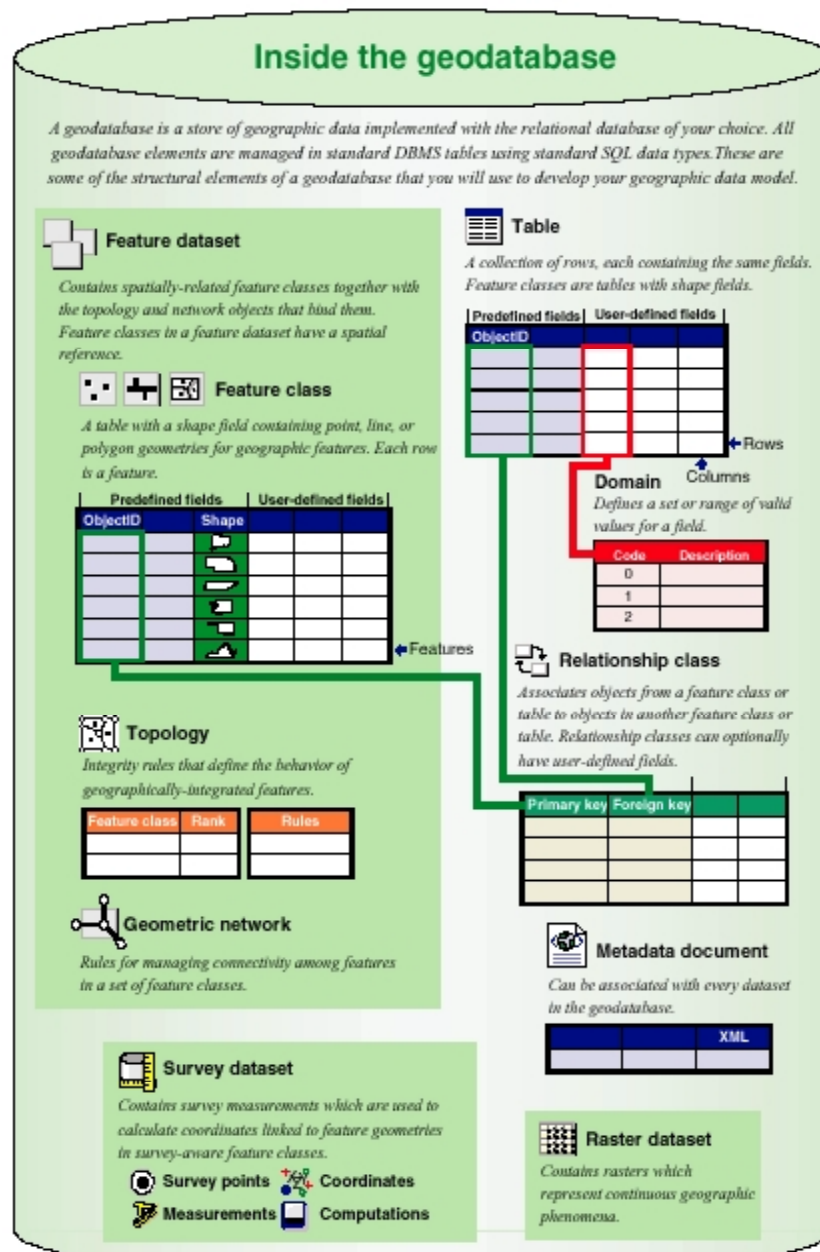 Inside the geodatabase
A geodatabase is a store of geographic data implemented with the relational database of your choice. All
geodatabase elements are managed in standard DBMS tables using standard SQL data types.These are
some of the structural elements of a geodatabase that you will use to develop your geographic data model.
Feature dataset
Contains spatially-related feature classes together with
the topology and network objects that bind them.
Feature classes in a feature dataset have a spatial
reference.
Feature class
A table with a shape field containing point, line, or
polygon geometries for geographic features. Each row
is a feature.
Predefined fields User-defined fields
ObjectID Shape
Features
Topology
Integrity rules that define the behavior of
geographically-integrated features.
Feature class Rank Rules
Geometric network
Rules for managing connectivity among features
in a set of feature classes.
Table
A collection of rows, each containing the same fields.
Feature classes are tables with shape fields.
Predefined fields User-defined fields
ObjectID
Rows
Columns
Domain
Defines a set or range of valid
values for a field.
Code Description
0
1
2
Relationship class
Associates objects from a feature class or
table to objects in another feature class or
table. Relationship classes can optionally
have user-defined fields.
Primary key Foreign key
Metadata document
Can be associated with every dataset
in the geodatabase.
XML
Survey dataset
Contains survey measurements which are used to
calculate coordinates linked to feature geometries
in survey-aware feature classes.
Survey points Coordinates
Measurements Computations
Raster dataset
Contains rasters which
represent continuous geographic
phenomena.